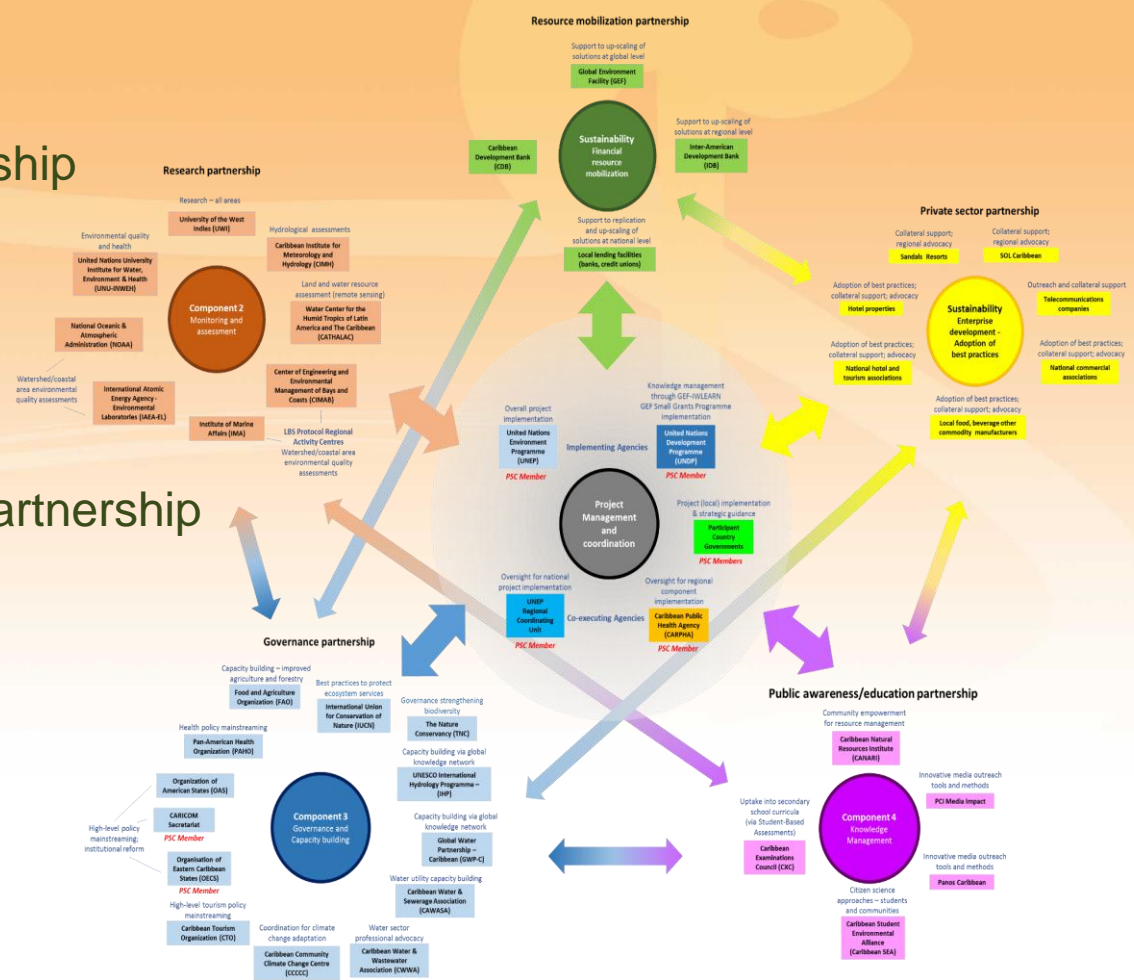 Resource mobilization partnership
Support to up-scaling of
solutions at global level
Global Environment
Facility (GEF)
Caribbean
Development Bank
(CDB)
Sustainability
Financial
resource
mobilization
Support to up-scaling of
solutions at regional level
Inter-American
Development Bank
(IDB)
Support to replication
and up-scaling of
solutions at national level
Local lending facilities
(banks, credit unions)
ship
artnership
Research partnership
Research – all areas
University of the West
Indies (UWI)
Environmental quality
and health
United Nations University
Institute for Water,
Environment & Health
(UNU-INWEH)
Hydrological assessments
Caribbean Institute for
Meteorology and
Hydrology (CIMH)
Component 2
Monitoring and
assessment
Land and water resource
assessment (remote sensing)
Water Center for the
Humid Tropics of Latin
America and The Caribbean
(CATHALAC)
National Oceanic &
Atmospheric
Administration (NOAA)
Watershed/coastal
area environmental
quality assessments
International Atomic
Energy Agency -
Environmental
Laboratories (IAEA-EL)
Institute of Marine
Affairs (IMA)
Center of Engineering and
Environmental
Management of Bays and
Coasts (CIMAB)
LBS Protocol Regional
Activity Centres
Watershed/coastal area
environmental quality
assessments
Private sector partnership
Collateral support;
regional advocacy
Sandals Resorts
Collateral support;
regional advocacy
SOL Caribbean
Adoption of best practices;
collateral support; advocacy
Hotel properties
Sustainability
Enterprise
development -
Adoption of
best practices
Outreach and collateral support
Telecommunications
companies
Adoption of best practices;
collateral support; advocacy
National hotel and
tourism associations
Adoption of best practices;
collateral support; advocacy
National commercial
associations
Adoption of best practices;
collateral support; advocacy
Local food, beverage other
commodity manufacturers
Overall project
implementation
United Nations
Environment
Programme
(UNEP)
PSC Member
Implementing Agencies
Knowledge management
through GEF-IWLEARN
GEF Small Grants Programme
implementation
United Nations
Development
Programme
(UNDP)
PSC Member
Project
Management
and
coordination
Project (local) implementation
& strategic guidance
Participant
Country
Governments
PSC Members
Oversight for national
project implementation
UNEP
Regional
Coordinating
Unit
PSC Member
Co-executing Agencies
Oversight for regional
component
implementation
Caribbean Public
Health Agency
(CARPHA)
PSC Member
Governance partnership
Capacity building – improved
agriculture and forestry
Food and Agriculture
Organization (FAO)
Best practices to protect
ecosystem services
International Union
for Conservation of
Nature (IUCN)
Governance strengthening
biodiversity
The Nature
Conservancy (TNC)
Health policy mainstreaming
Pan-American Health
Organization (PAHO)
Capacity building via global
knowledge network
UNESCO International
Hydrology Programme –
(IHP)
Organization of
American States (OAS)
CARICOM
Secretariat
PSC Member
High-level policy
mainstreaming;
institutional reform
Organisation of
Eastern Caribbean
States (OECS)
PSC Member
Component 3
Governance and
Capacity building
Capacity building via global
knowledge network
Global Water
Partnership –
Caribbean (GWP-C)
Water utility capacity building
Caribbean Water &
Sewerage Association
(CAWASA)
High-level tourism policy
mainstreaming
Caribbean Tourism
Organization (CTO)
Coordination for climate
change adaptation
Caribbean Community
Climate Change Centre
(CCCCC)
Water sector
professional advocacy
Caribbean Water &
Wastewater
Association (CWWA)
Public awareness/education partnership
Community empowerment
for resource management
Caribbean Natural
Resources Institute
(CANARI)
Innovative media outreach
tools and methods
PCI Media Impact
Uptake into secondary
school curricula
(via Student-Based
Assessments)
Caribbean
Examinations
Council (CXC)
Component 4
Knowledge
Management
Innovative media outreach
tools and methods
Panos Caribbean
Citizen science
approaches – students
and communities
Caribbean Student
Environmental
Alliance
(Caribbean SEA)